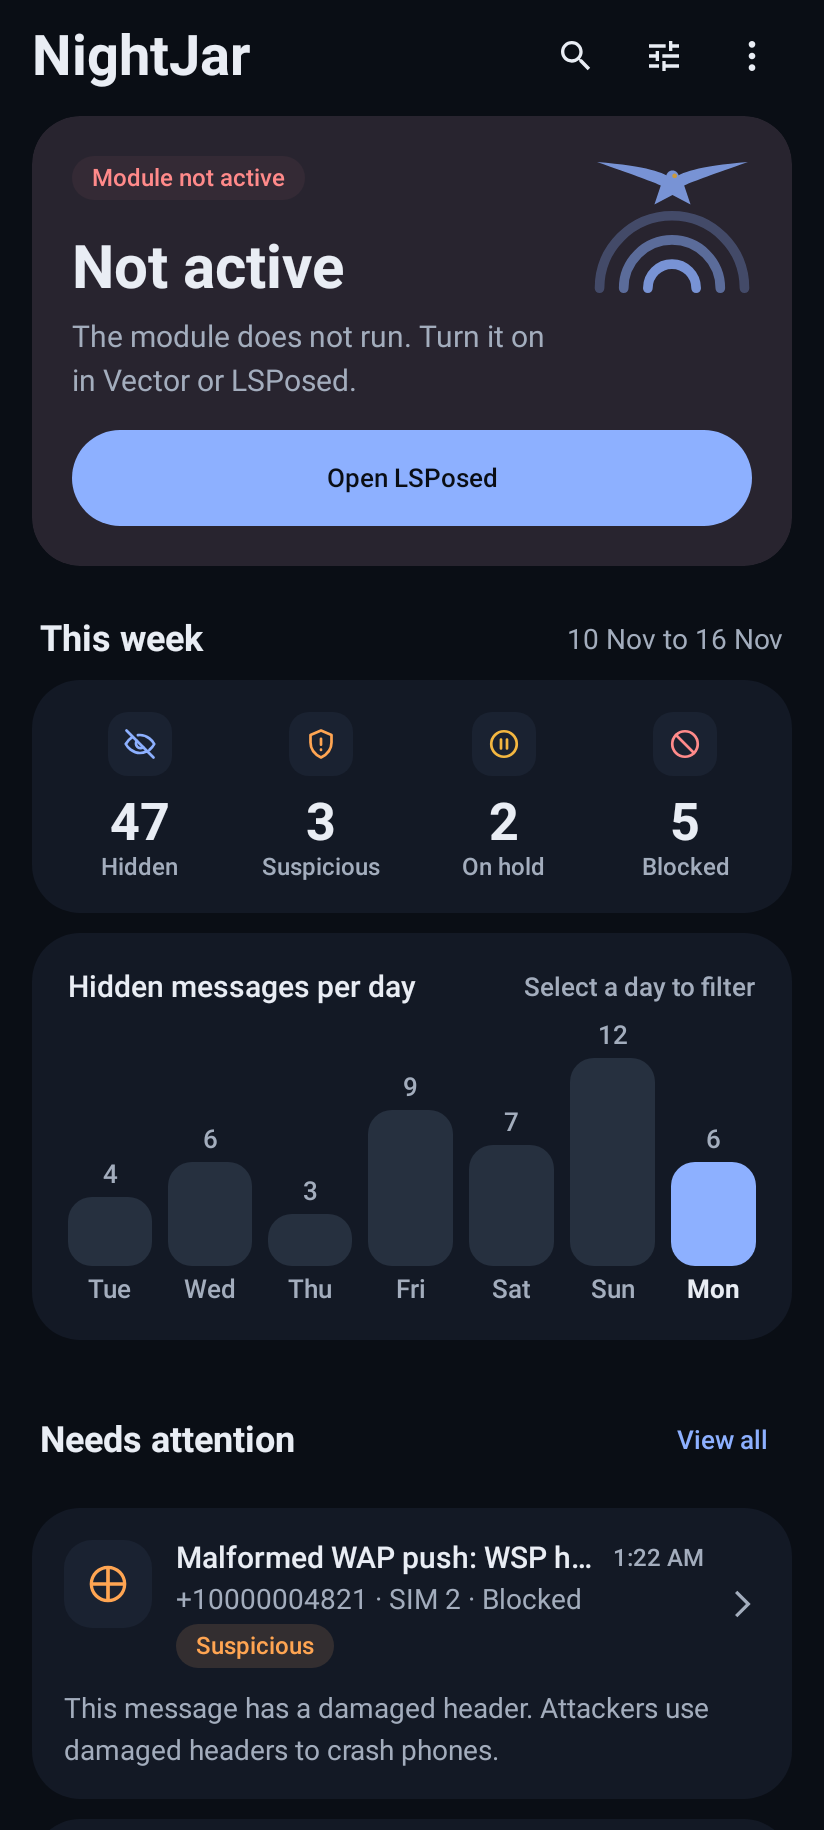 NightJar
Module not active
Not active
The module does not run. Turn it on
in Vector or LSPosed.
Open LSPosed
This week
10 Nov to 16 Nov
47
Hidden
3
Suspicious
2
On hold
5
Blocked
Hidden messages per day
Select a day to filter
4
6
3
9
7
12
6
Tue
Wed
Thu
Fri
Sat
Sun
Mon
Needs attention
View all
Malformed WAP push: WSP h…
1:22 AM
+10000004821 · SIM 2 · Blocked
Suspicious
This message has a damaged header. Attackers use
damaged headers to crash phones.